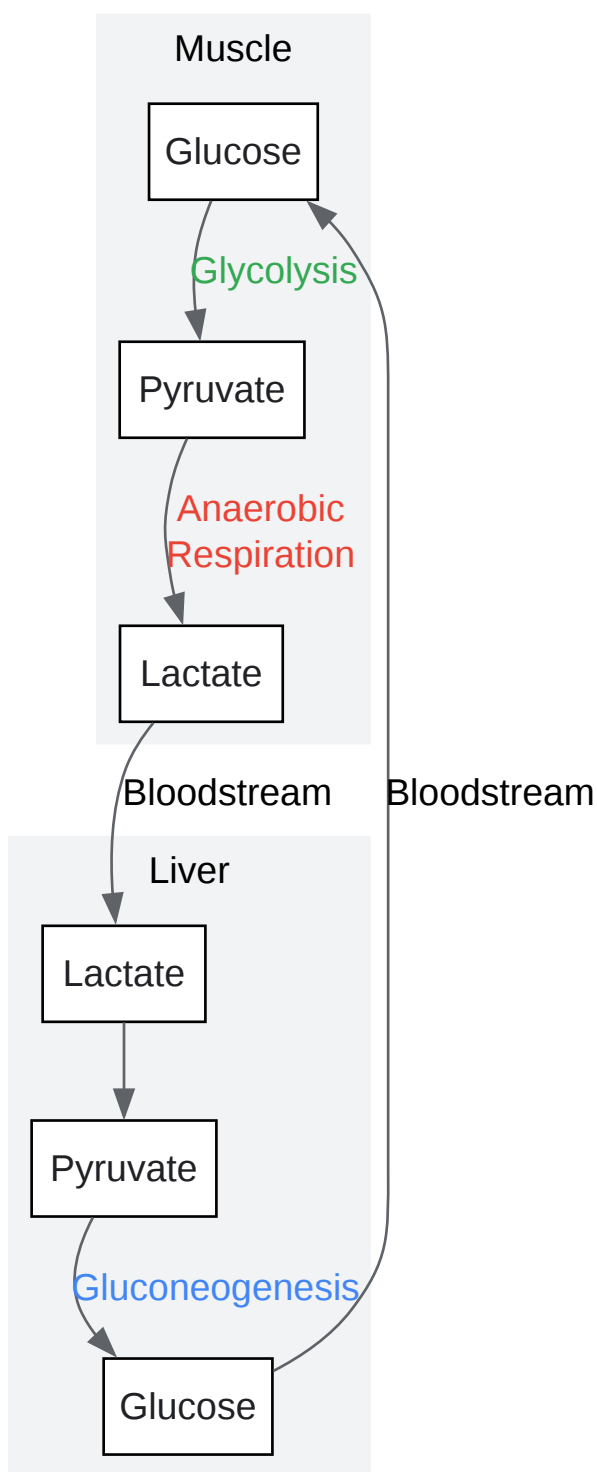 Muscle
Glucose
Glycolysis
Pyruvate
Anaerobic
Respiration
Lactate
Bloodstream
Bloodstream
Liver
Lactate
Pyruvate
Gluconeogenesis
Glucose